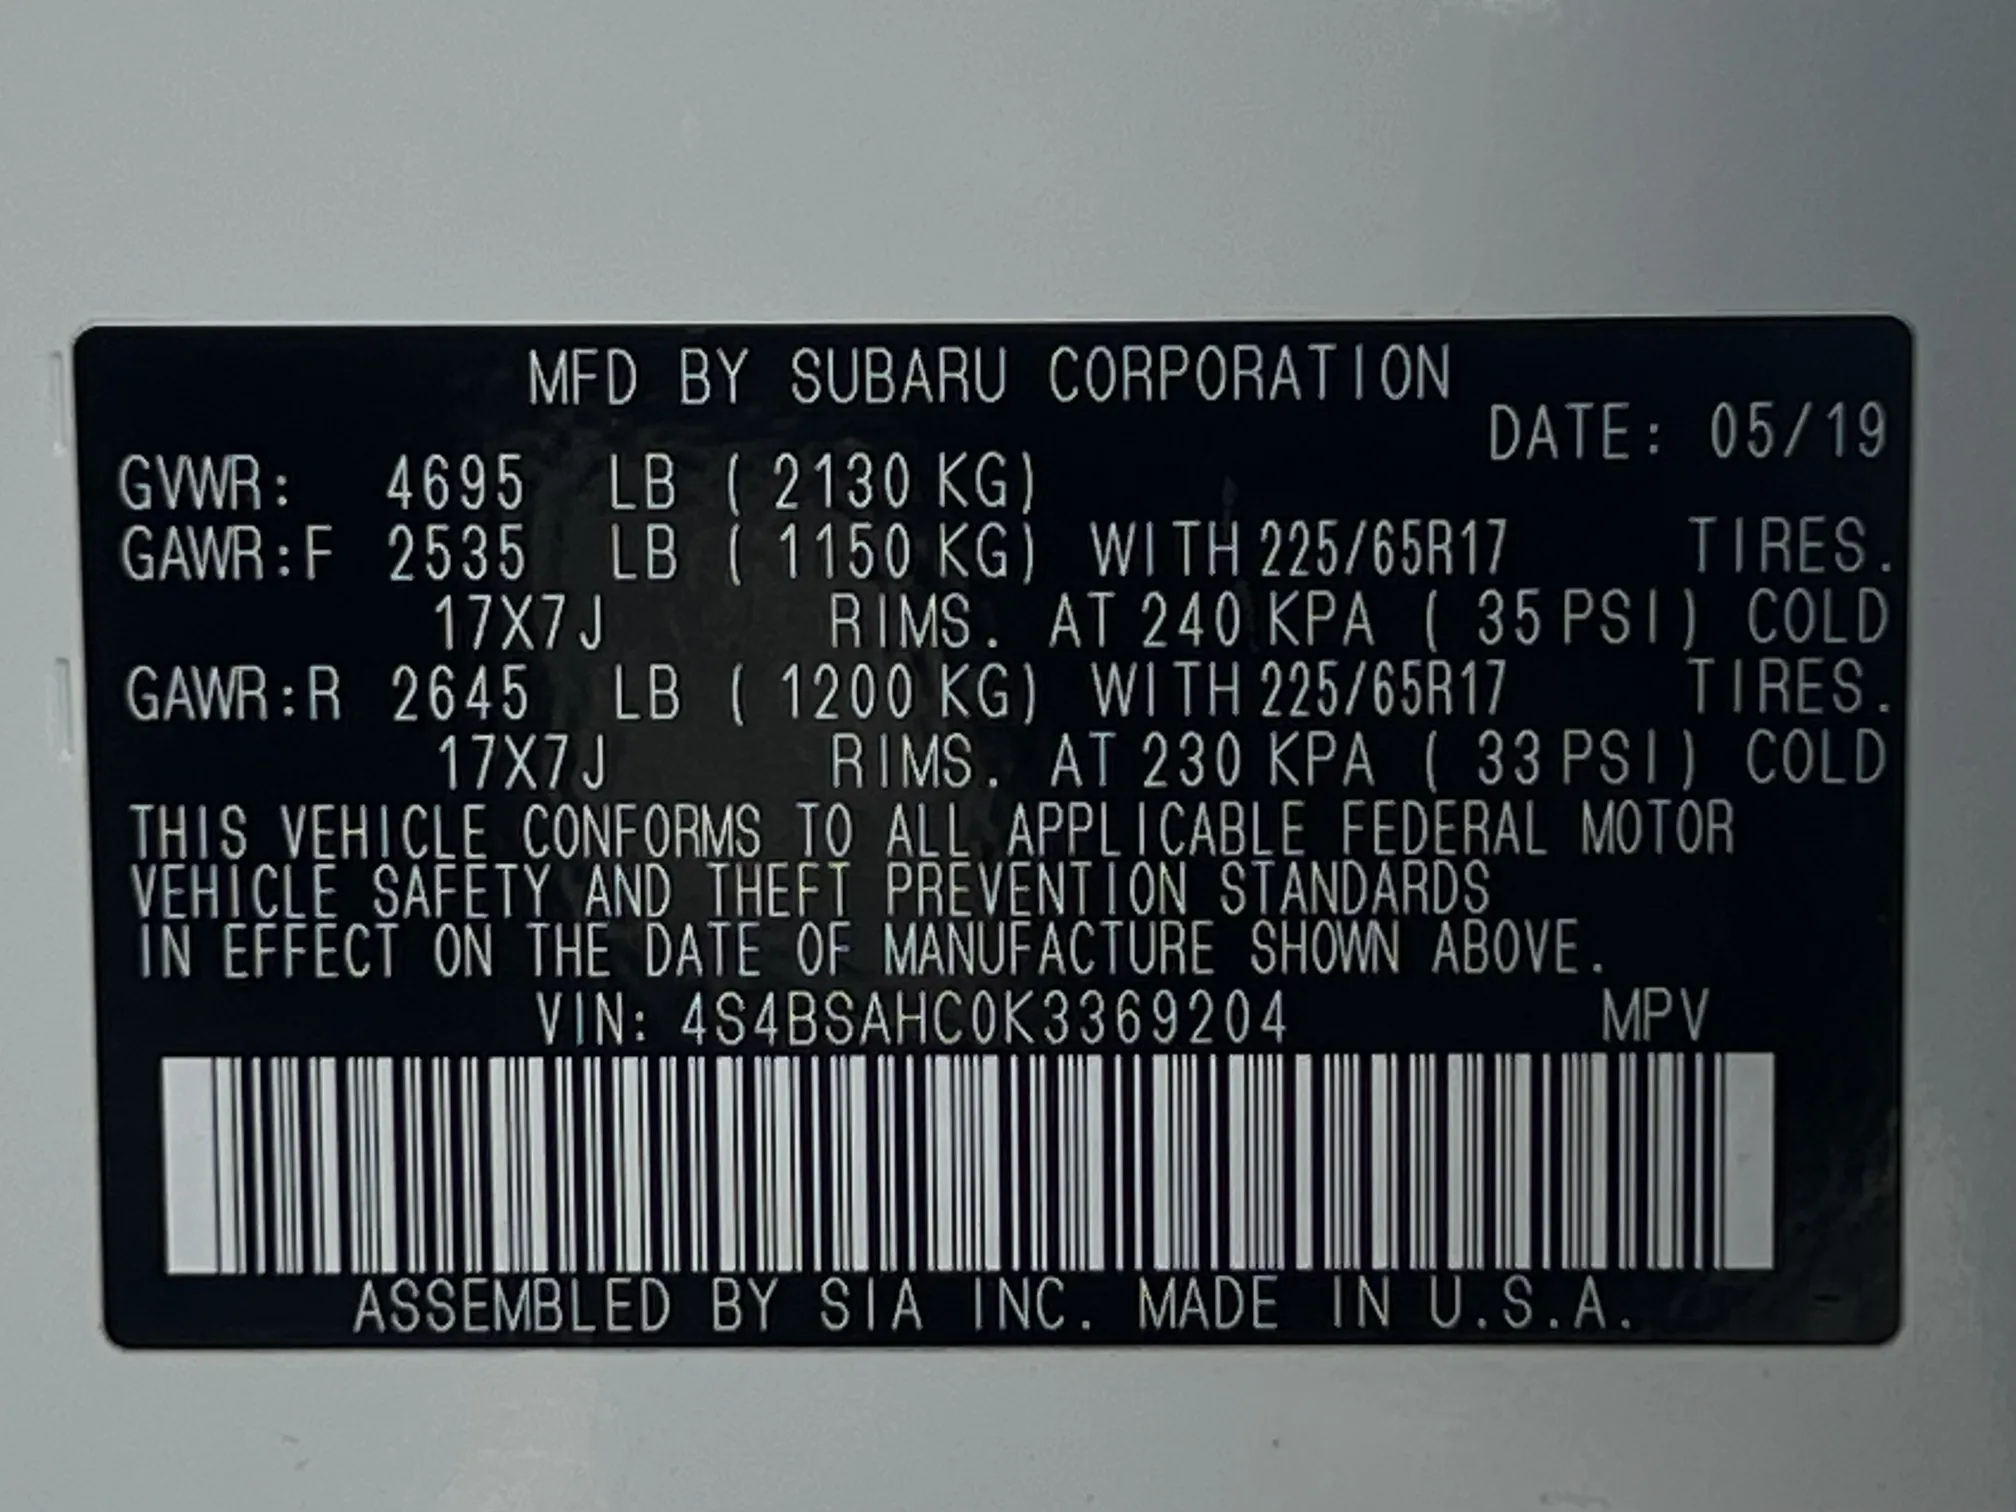 MFD BY SUBARU CORPORATION
DATE: 05/19
GVWR: 4695 LB ( 2130 KG)
GAWR:F 2535 LB ( 1150 KG) WITH 225/65R17 TIRES.
17X7J RIMS. AT 240 KPA ( 35 PSI) COLD
GAWR:R 2645 LB ( 1200 KG) WITH 225/65R17 TIRES.
17X7J RIMS. AT 230 KPA ( 33 PSI) COLD
THIS VEHICLE CONFORMS TO ALL APPLICABLE FEDERAL MOTOR
VEHICLE SAFETY AND THEFT PREVENTION STANDARDS
IN EFFECT ON THE DATE OF MANUFACTURE SHOWN ABOVE.
VIN: 4S4BSAHC0K3369204 MPV
ASSEMBLED BY SIA INC. MADE IN U.S.A.